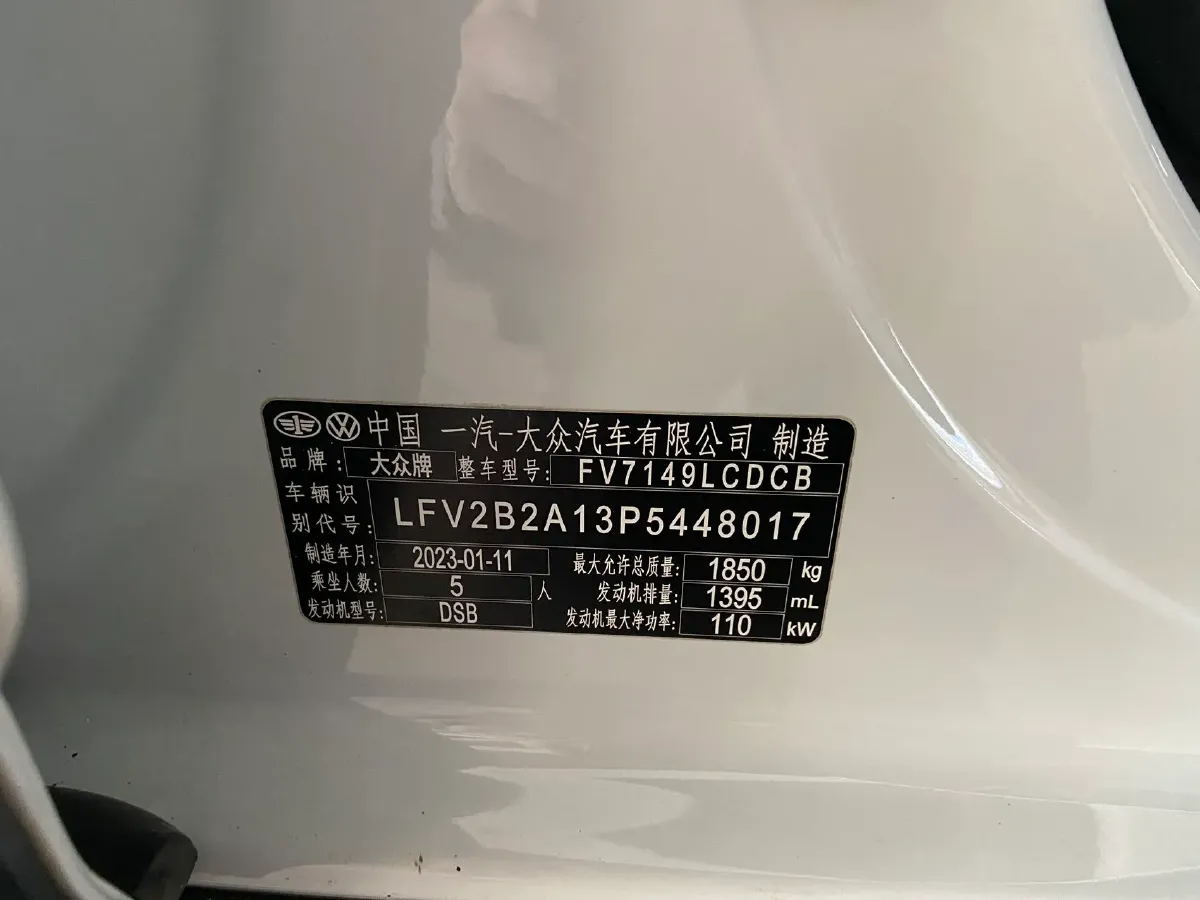 中国 一汽-大众汽车有限公司 制造
品牌: 大众牌 整车型号: FV7149LCDCB
车辆识别代号: LFV2B2A13P5448017
制造年月: 2023-01-11 最大允许总质量: 1850 kg
乘坐人数: 5 人 发动机排量: 1395 mL
发动机型号: DSB 发动机最大净功率: 110 kW